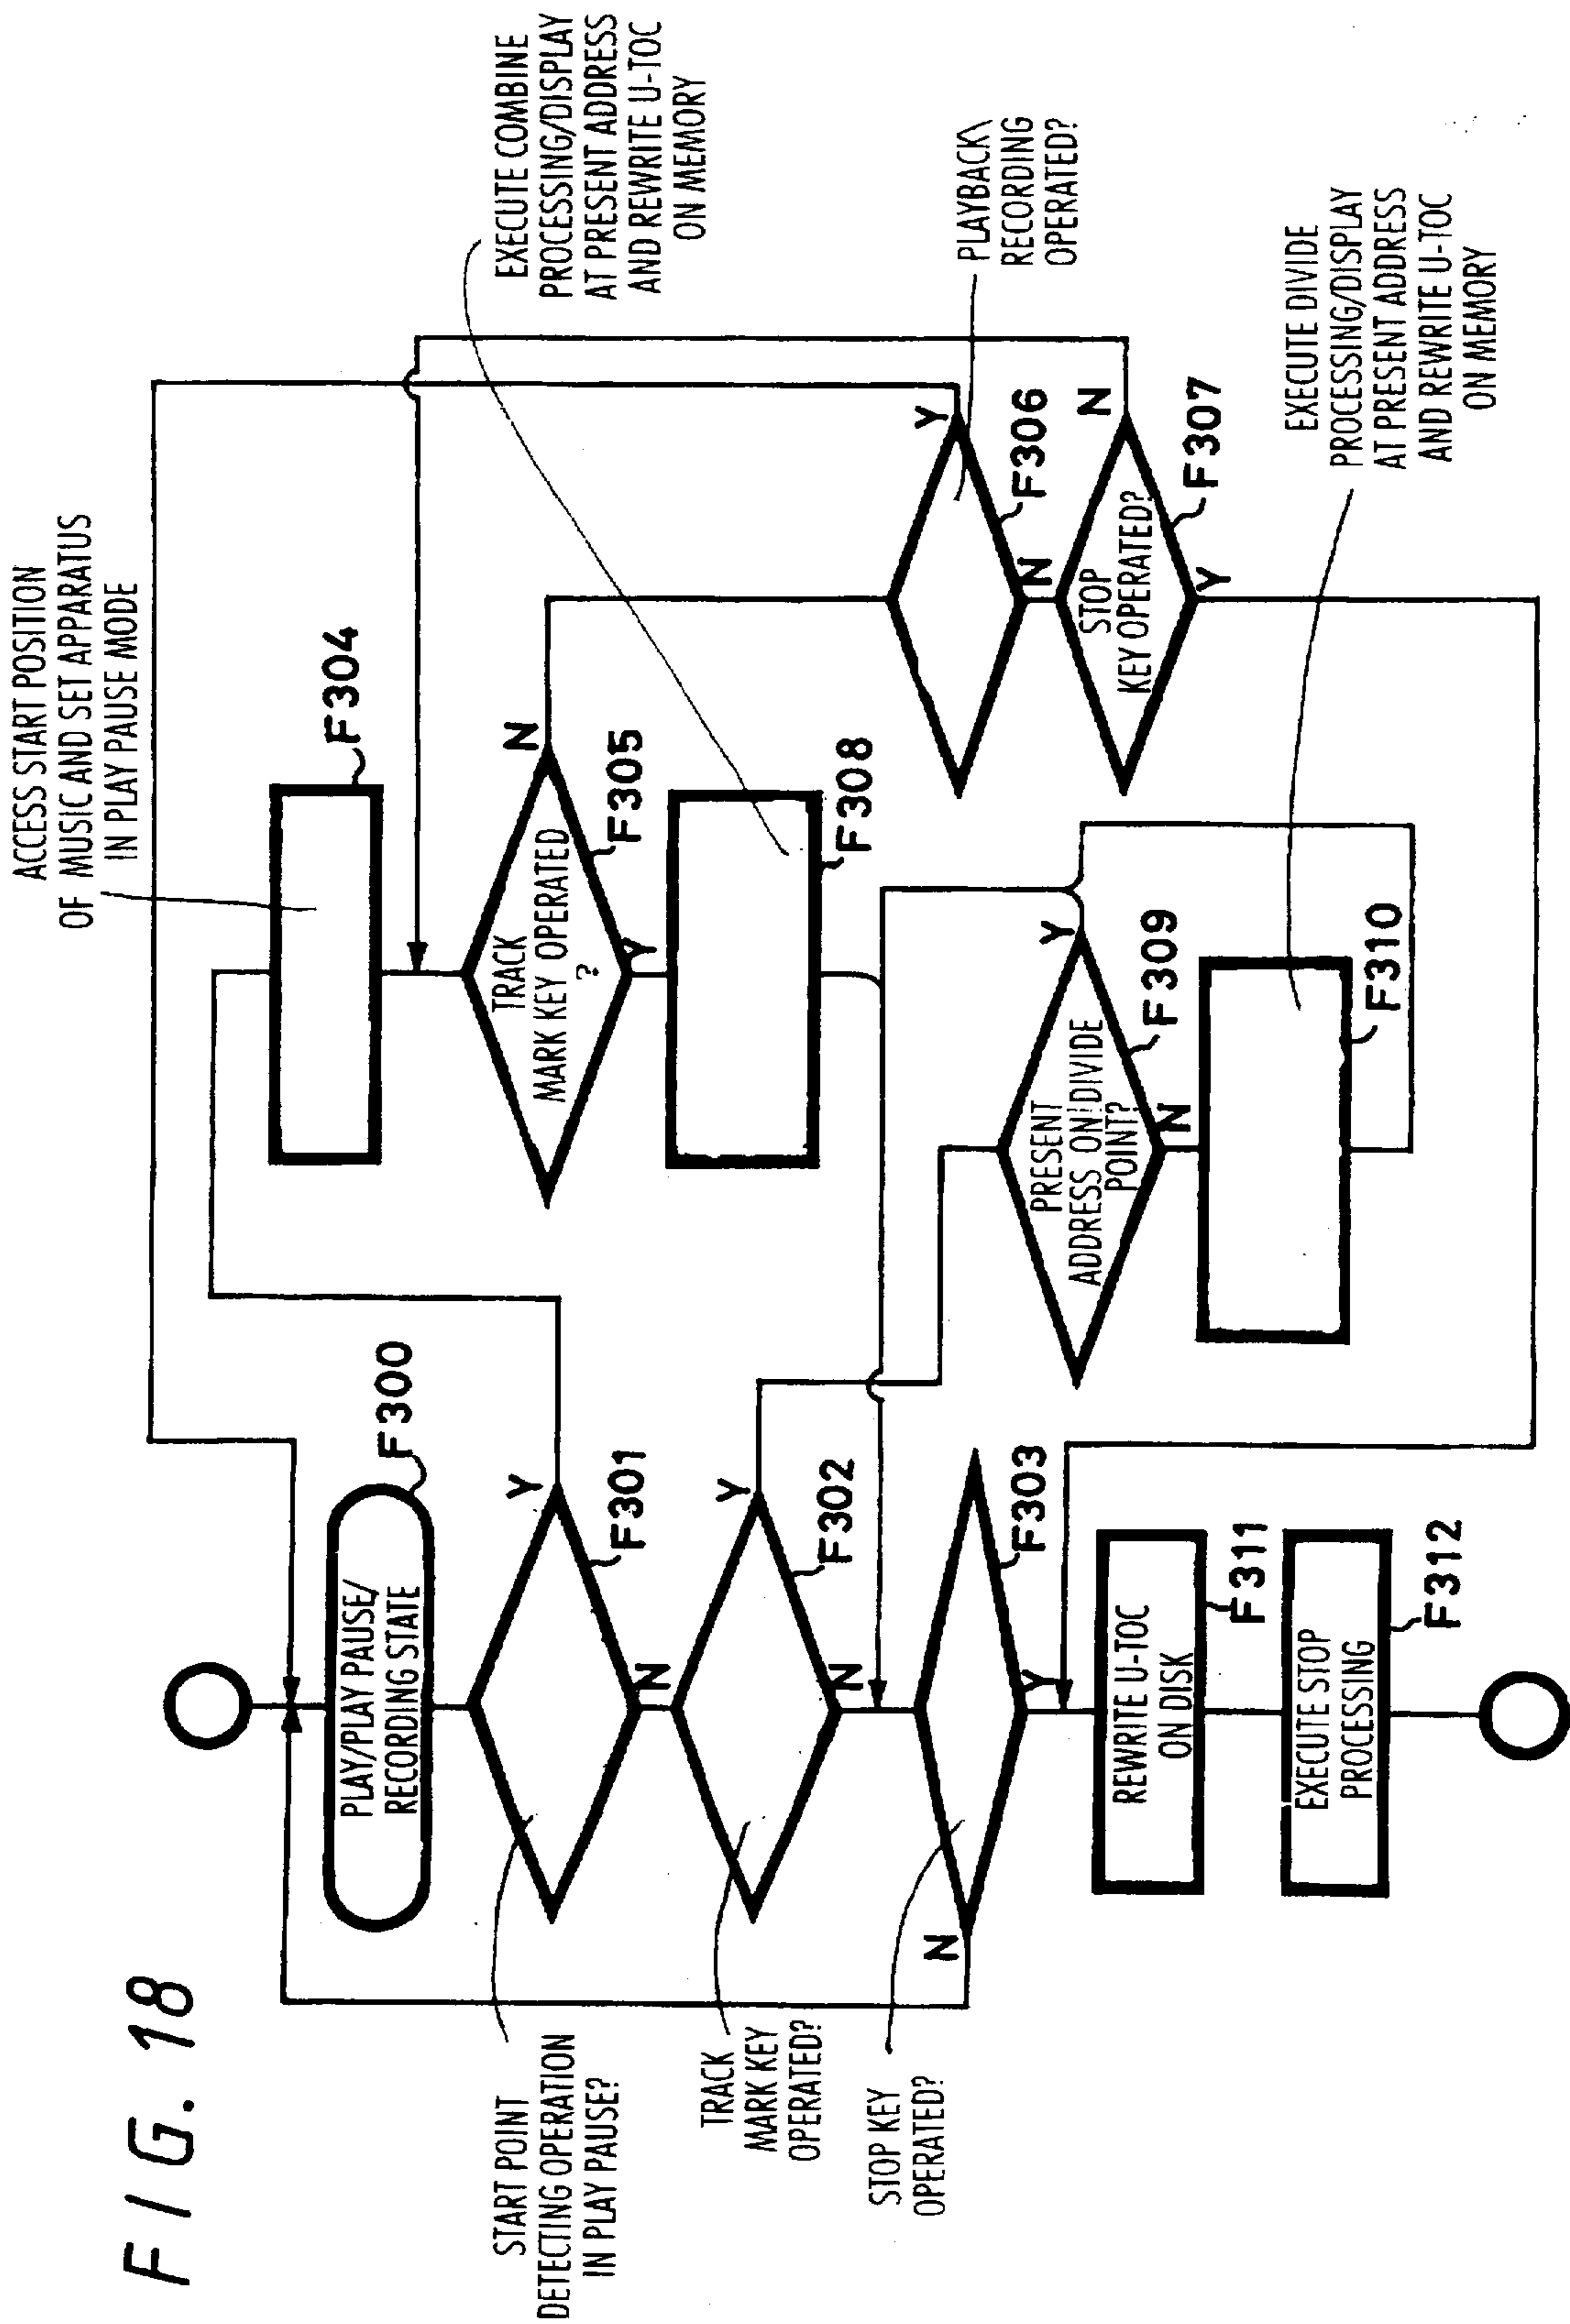 FIG. 18
PLAY/PLAY PAUSE/
RECORDING STATE
F300
START POINT
DETECTING OPERATION
IN PLAY PAUSE?
Y
F301
N
TRACK
MARK KEY
OPERATED?
Y
F302
N
STOP KEY
OPERATED?
N
F303
Y
REWRITE U-TOC
ON DISK
F311
EXECUTE STOP
PROCESSING
F312
ACCESS START POSITION
OF MUSIC AND SET APPARATUS
IN PLAY PAUSE MODE
F304
TRACK
MARK KEY OPERATED
?
N
F305
Y
F308
EXECUTE COMBINE
PROCESSING/DISPLAY
AT PRESENT ADDRESS
AND REWRITE U-TOC
ON MEMORY
PRESENT
ADDRESS ON DIVIDE
POINT?
Y
F309
N
F310
EXECUTE DIVIDE
PROCESSING/DISPLAY
AT PRESENT ADDRESS
AND REWRITE U-TOC
ON MEMORY
PLAYBACK\
RECORDING
OPERATED?
Y
F306
N
STOP
KEY OPERATED?
N
F307
Y